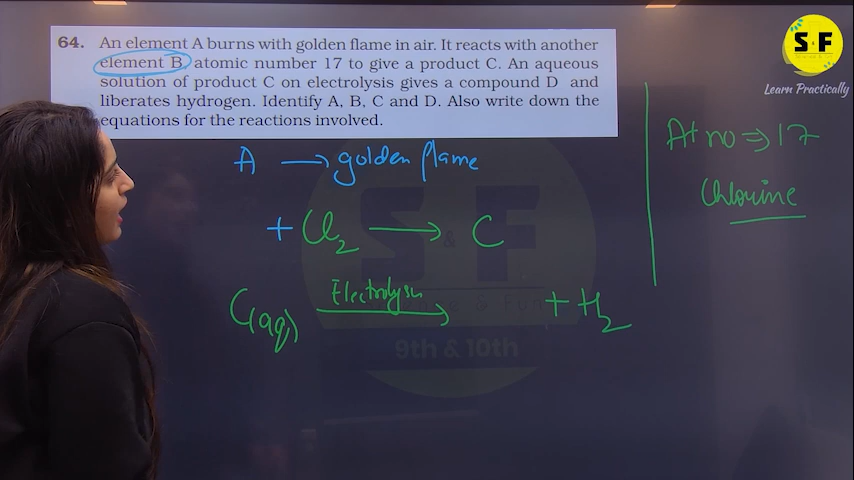 64. An element A burns with golden flame in air. It reacts with another
element B, atomic number 17 to give a product C. An aqueous
solution of product C on electrolysis gives a compound D and
liberates hydrogen. Identify A, B, C and D. Also write down the
equations for the reactions involved.
S&F
Learn Practically
A → golden flame
+ Cl2 → C
C(aq) Electrolysis → + H2
At no ⇒ 17
Chlorine
S & F
9th & 10th